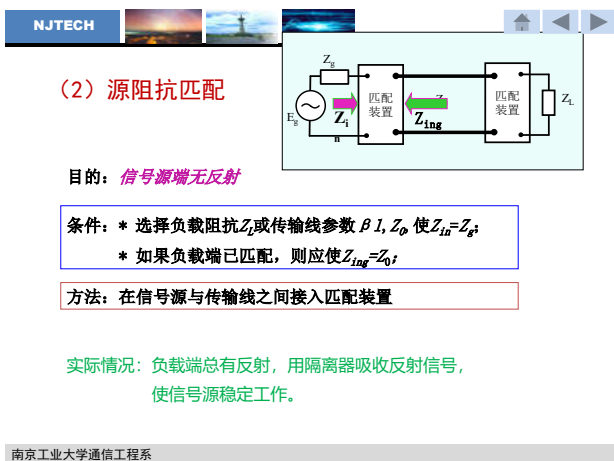 NJTECH
（2）源阻抗匹配
Zg
Eg
匹配
装置
Zin
Zing
匹配
装置
ZL
目的：信号源端无反射
条件：* 选择负载阻抗ZL或传输线参数βl, Z0,使Zin=Zg;
* 如果负载端已匹配，则应使Zing=Z0;
方法：在信号源与传输线之间接入匹配装置
实际情况：负载端总有反射，用隔离器吸收反射信号，
使信号源稳定工作。
南京工业大学通信工程系